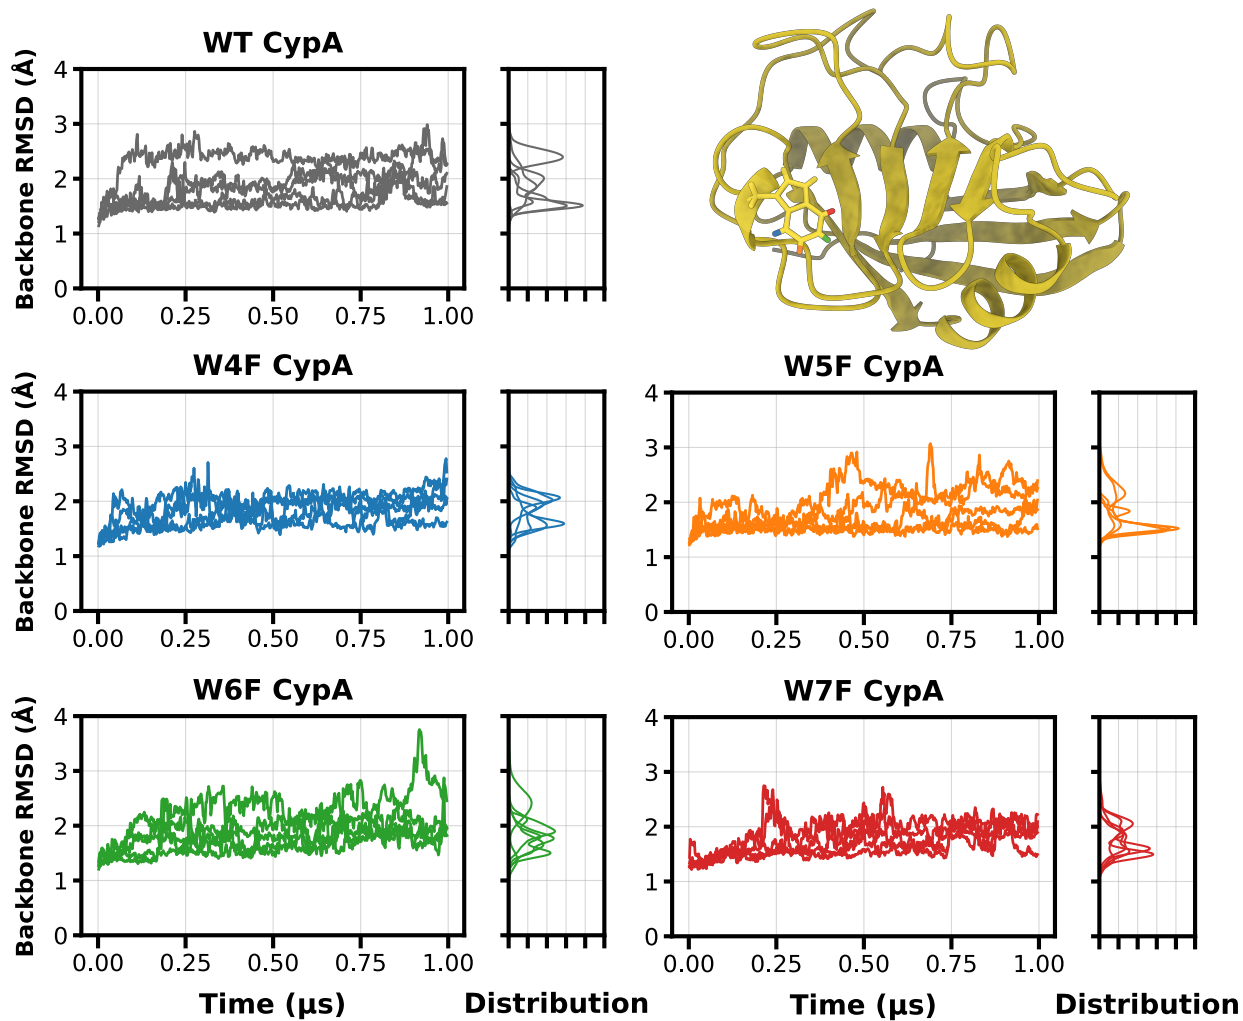 WT CypA
Backbone RMSD (Å)
4
3
2
1
0
0.00 0.25 0.50 0.75 1.00
W4F CypA
Backbone RMSD (Å)
4
3
2
1
0
0.00 0.25 0.50 0.75 1.00
W5F CypA
4
3
2
1
0
0.00 0.25 0.50 0.75 1.00
W6F CypA
Backbone RMSD (Å)
4
3
2
1
0
0.00 0.25 0.50 0.75 1.00
Time (μs) Distribution
W7F CypA
4
3
2
1
0
0.00 0.25 0.50 0.75 1.00
Time (μs) Distribution